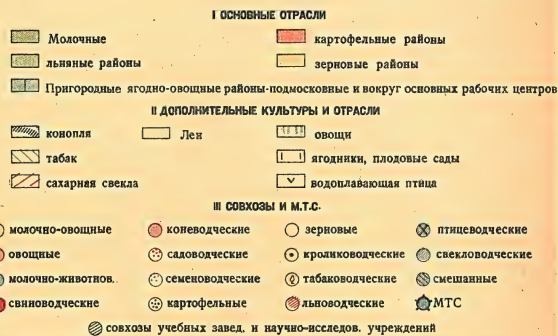 I ОСНОВНЫЕ ОТРАСЛИ
Молочные картофельные районы
льняные районы зерновые районы
Пригородные ягодно-овощные районы-подмосковные и вокруг основных рабочих центров
II ДОПОЛНИТЕЛЬНЫЕ КУЛЬТУРЫ И ОТРАСЛИ
конопля Лен овощи
табак ягодники, плодовые сады
сахарная свекла водоплавающая птица
III СОВХОЗЫ И М.Т.С.
молочно-овощные коневодческие зерновые птицеводческие
овощные садоводческие кролиководческие свекловодческие
молочно-животнов. семеноводческие табаководческие смешанные
свиноводческие картофельные льноводческие МТС
совхозы учебных завед. и научно-исследов. учреждений